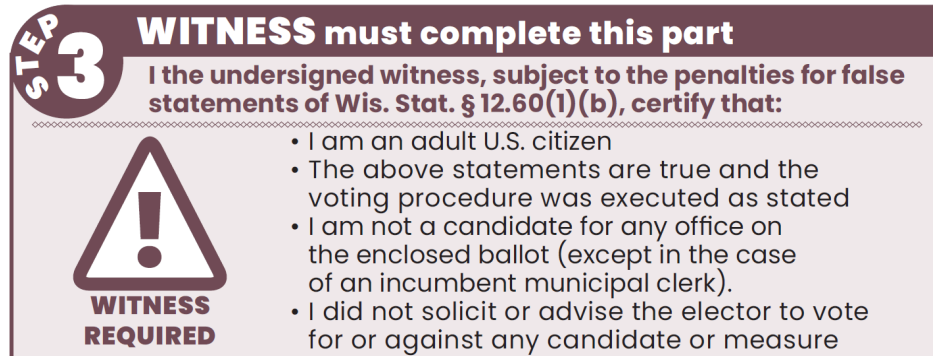 STEP 3
WITNESS must complete this part
I the undersigned witness, subject to the penalties for false
statements of Wis. Stat. § 12.60(1)(b), certify that:
• I am an adult U.S. citizen
• The above statements are true and the
voting procedure was executed as stated
• I am not a candidate for any office on
the enclosed ballot (except in the case
of an incumbent municipal clerk).
• I did not solicit or advise the elector to vote
for or against any candidate or measure
!
WITNESS
REQUIRED